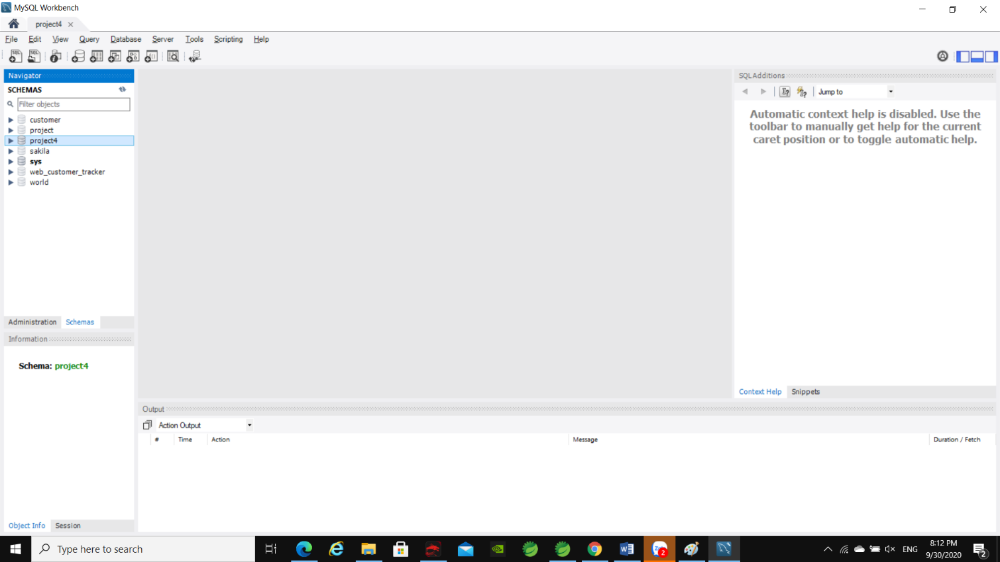 MySQL Workbench
project4
File Edit View Query Database Server Tools Scripting Help
Navigator
SCHEMAS
Filter objects
customer
project
project4
sakila
sys
web_customer_tracker
world
Administration Schemas
Information
Schema: project4
Object Info Session
SQLAdditions
Jump to
Automatic context help is disabled. Use the
toolbar to manually get help for the current
caret position or to toggle automatic help.
Context Help Snippets
Output
Action Output
# Time Action Message Duration / Fetch
Type here to search
2
ENG
8:12 PM
9/30/2020
2